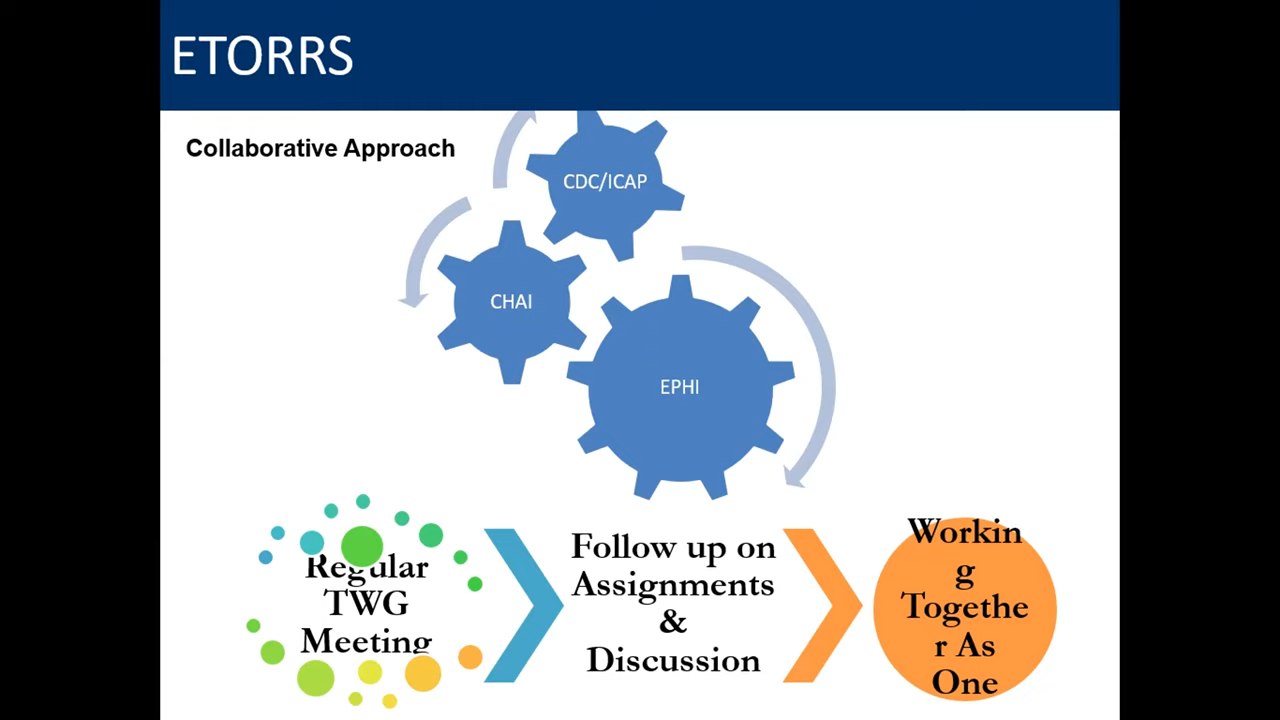 ETORRS
Collaborative Approach
CDC/ICAP
CHAI
EPHI
Regular
TWG
Meeting
Follow up on
Assignments
&
Discussion
Workin
g
Togethe
r As
One